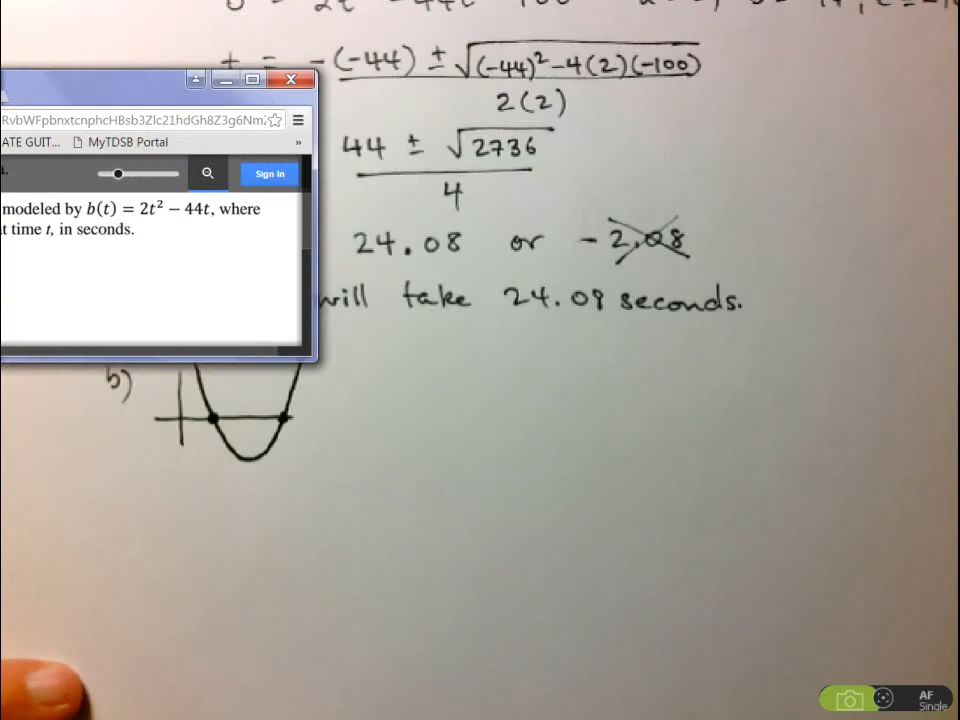 t = -(-44) ± √(-44)² -4(2)(-100)
2(2)
RvbWFpbnxtcnphcHBsb3Zlc21hdGh8Z3g6Nm
ATE GUIT... MyTDSB Portal »
Sign In
modeled by b(t) = 2t² − 44t, where
t time t, in seconds.
44 ± √2736
4
24.08 or -2.08
will take 24.08 seconds.
b)
AF
Single